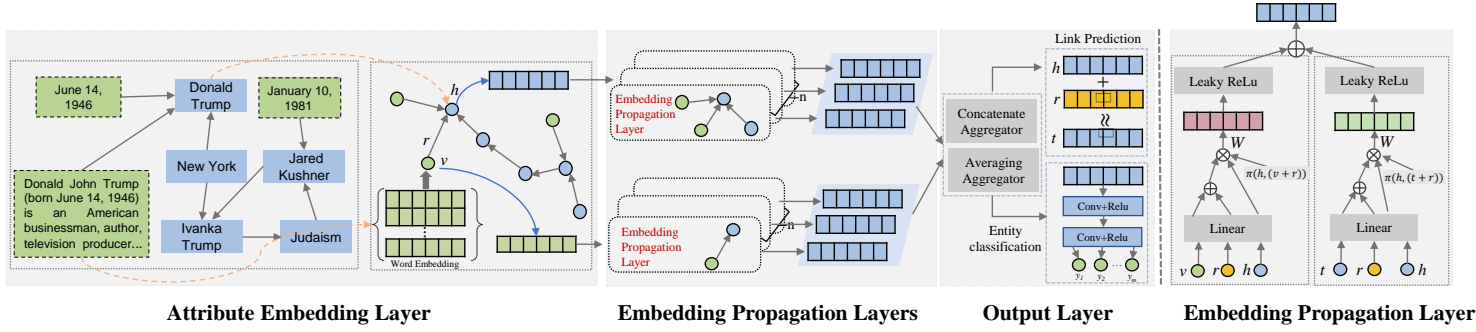 June 14,
1946
Donald
Trump
January 10,
1981
New York
Jared
Kushner
Donald John Trump
(born June 14, 1946)
is an American
businessman, author,
television producer...
Ivanka
Trump
Judaism
h
r
v
Word Embedding
Attribute Embedding Layer
Embedding
Propagation
Layer
n
Embedding
Propagation
Layer
n
Embedding Propagation Layers
Concatenate
Aggregator
Averaging
Aggregator
Link Prediction
h
+
r
≈
t
Conv+Relu
Conv+Relu
Entity
classification
y1 y2 ... ym
Output Layer
Leaky ReLu
W
π(h,(v+r))
Linear
v r h
Leaky ReLu
W
π(h,(t+r))
Linear
t r h
Embedding Propagation Layer